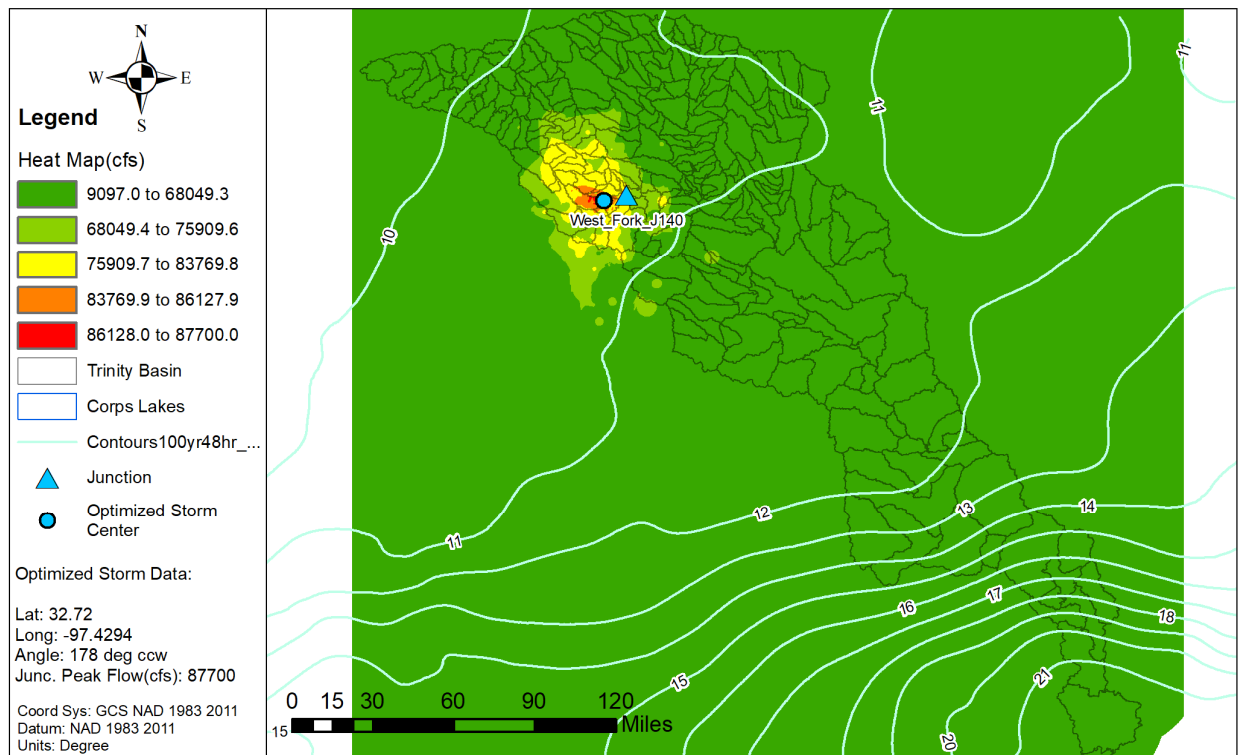 N
W E
S
Legend
Heat Map(cfs)
9097.0 to 68049.3
68049.4 to 75909.6
75909.7 to 83769.8
83769.9 to 86127.9
86128.0 to 87700.0
Trinity Basin
Corps Lakes
Contours100yr48hr_...
Junction
Optimized Storm
Center
Optimized Storm Data:
Lat: 32.72
Long: -97.4294
Angle: 178 deg ccw
Junc. Peak Flow(cfs): 87700
Coord Sys: GCS NAD 1983 2011
Datum: NAD 1983 2011
Units: Degree
11
11
West_Fork_J140
10
12
13
14
11
16
17
18
15
21
20
0 15 30 60 90 120
Miles
15